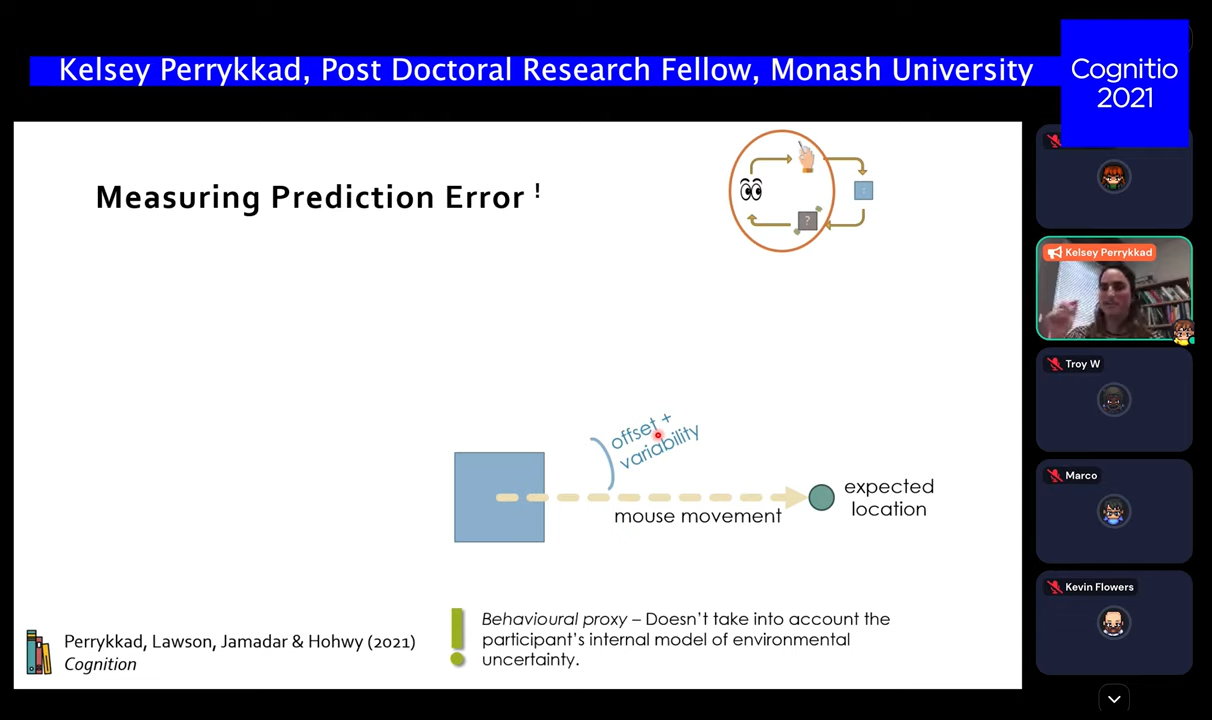 Kelsey Perrykkad, Post Doctoral Research Fellow, Monash University
Cognitio
2021
Measuring Prediction Error !
?
Kelsey Perrykkad
offset +
variability
Troy W
mouse movement
expected
location
Marco
Kevin Flowers
Behavioural proxy – Doesn't take into account the
participant's internal model of environmental
uncertainty.
Perrykkad, Lawson, Jamadar & Hohwy (2021)
Cognition